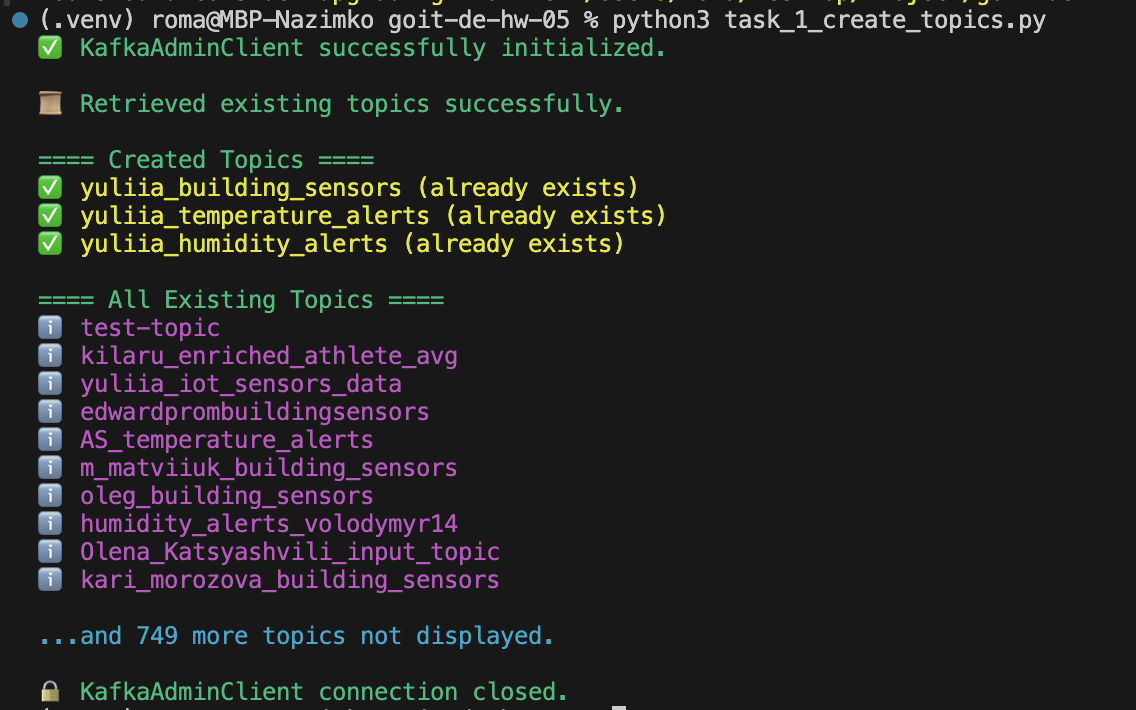 (.venv) roma@MBP-Nazimko goit-de-hw-05 % python3 task_1_create_topics.py
✅ KafkaAdminClient successfully initialized.
📜 Retrieved existing topics successfully.
==== Created Topics ====
✅ yuliia_building_sensors (already exists)
✅ yuliia_temperature_alerts (already exists)
✅ yuliia_humidity_alerts (already exists)
==== All Existing Topics ====
ℹ️ test-topic
ℹ️ kilaru_enriched_athlete_avg
ℹ️ yuliia_iot_sensors_data
ℹ️ edwardprombuildingsensors
ℹ️ AS_temperature_alerts
ℹ️ m_matviiuk_building_sensors
ℹ️ oleg_building_sensors
ℹ️ humidity_alerts_volodymyr14
ℹ️ Olena_Katsyashvili_input_topic
ℹ️ kari_morozova_building_sensors
...and 749 more topics not displayed.
🔒 KafkaAdminClient connection closed.